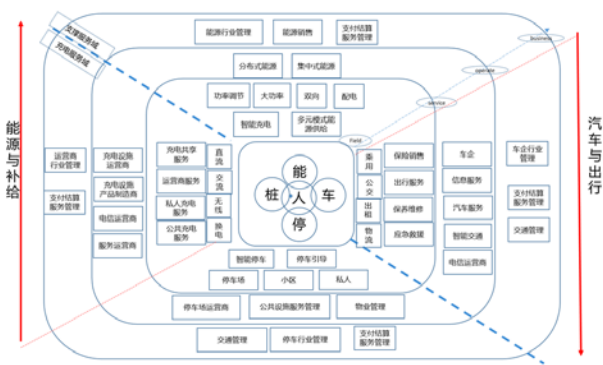 能源行业管理
能源销售
支付结算
服务管理
支撑服务域
充电服务域
business
分布式能源
集中式能源
operate
功率调节
大功率
双向
配电
service
智能充电
多元模式能
源供给
Field
能源与补给
汽车与出行
运营商
行业管理
支付结算
服务管理
充电设施
运营商
充电设施
产品制造商
电信运营商
服务运营商
充电共享
服务
运营商服务
私人充电
服务
公共充电
服务
直流
交流
无线
换电
能
桩
人
车
停
乘用
公交
出租
物流
保险销售
出行服务
保养维修
应急救援
车企
信息服务
汽车服务
智能交通
电信运营商
车企行业
管理
支付结算
服务管理
交通管理
智能停车
停车引导
停车场
小区
私人
停车场运营商
公共设施服务管理
物业管理
交通管理
停车行业管理
支付结算
服务管理